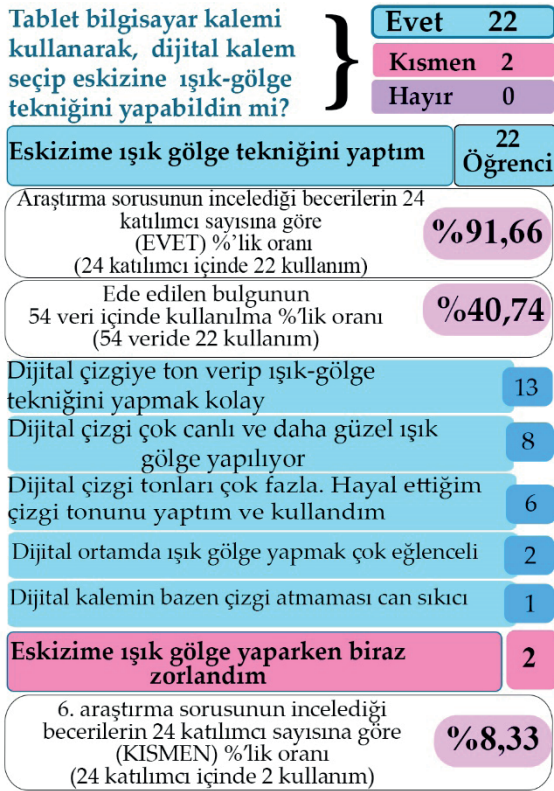 Tablet bilgisayar kalemi
kullanarak, dijital kalem
seçip eskizine ışık-gölge
tekniğini yapabildin mi?
}
Evet 22
Kısmen 2
Hayır 0
Eskizime ışık gölge tekniğini yaptım
22
Öğrenci
Araştırma sorusunun incelediği becerilerin 24
katılımcı sayısına göre
(EVET) %'lik oranı
(24 katılımcı içinde 22 kullanım)
%91,66
Ede edilen bulgunun
54 veri içinde kullanılma %'lik oranı
(54 veride 22 kullanım)
%40,74
Dijital çizgiye ton verip ışık-gölge
tekniğini yapmak kolay
13
Dijital çizgi çok canlı ve daha güzel ışık
gölge yapılıyor
8
Dijital çizgi tonları çok fazla. Hayal ettiğim
çizgi tonunu yaptım ve kullandım
6
Dijital ortamda ışık gölge yapmak çok eğlenceli
2
Dijital kalemin bazen çizgi atmaması can sıkıcı
1
Eskizime ışık gölge yaparken biraz
zorlandım
2
6. araştırma sorusunun incelediği
becerilerin 24 katılımcı sayısına göre
(KISMEN) %'lik oranı
(24 katılımcı içinde 2 kullanım)
%8,33